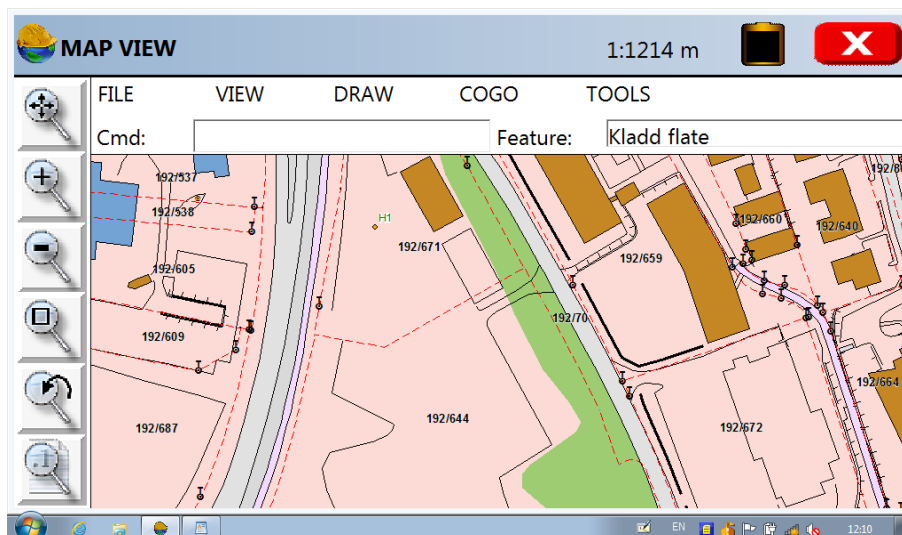 MAP VIEW 1:1214 m
FILE VIEW DRAW COGO TOOLS
Cmd: Feature: Kladd flate
192/537
192/538
H1
192/660
192/640
192/671
192/659
192/605
192/70
192/609
192/664
192/644
192/687
192/672
EN 12:10